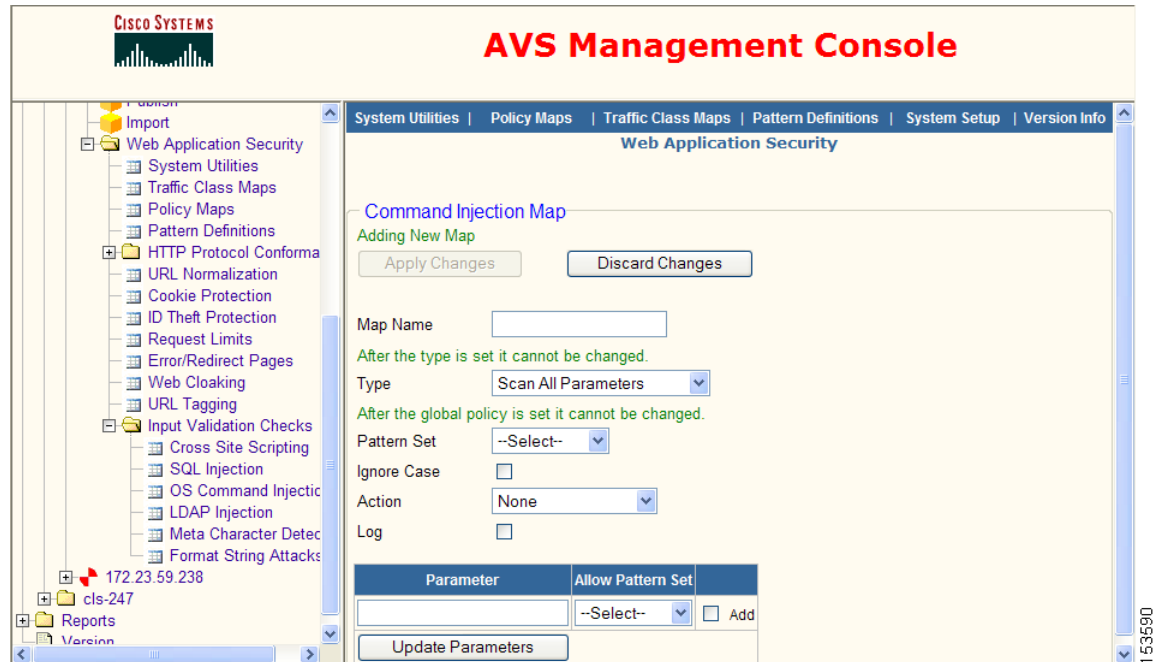 CISCO SYSTEMS
AVS Management Console
Publish
Import
Web Application Security
System Utilities
Traffic Class Maps
Policy Maps
Pattern Definitions
HTTP Protocol Conforma
URL Normalization
Cookie Protection
ID Theft Protection
Request Limits
Error/Redirect Pages
Web Cloaking
URL Tagging
Input Validation Checks
Cross Site Scripting
SQL Injection
OS Command Injectic
LDAP Injection
Meta Character Detec
Format String Attacks
172.23.59.238
cls-247
Reports
Version
System Utilities | Policy Maps | Traffic Class Maps | Pattern Definitions | System Setup | Version Info
Web Application Security
Command Injection Map
Adding New Map
Apply Changes Discard Changes
Map Name
After the type is set it cannot be changed.
Type Scan All Parameters
After the global policy is set it cannot be changed.
Pattern Set --Select--
Ignore Case
Action None
Log
Parameter Allow Pattern Set
--Select-- Add
Update Parameters
153590